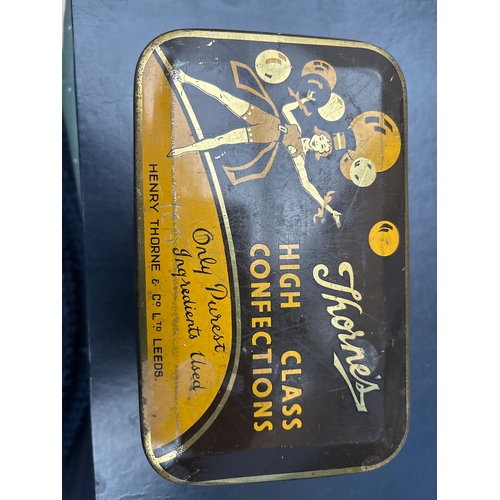 Thorne's
HIGH CLASS
CONFECTIONS
Only Purest
Ingredients Used
HENRY THORNE & Cº LTD LEEDS.